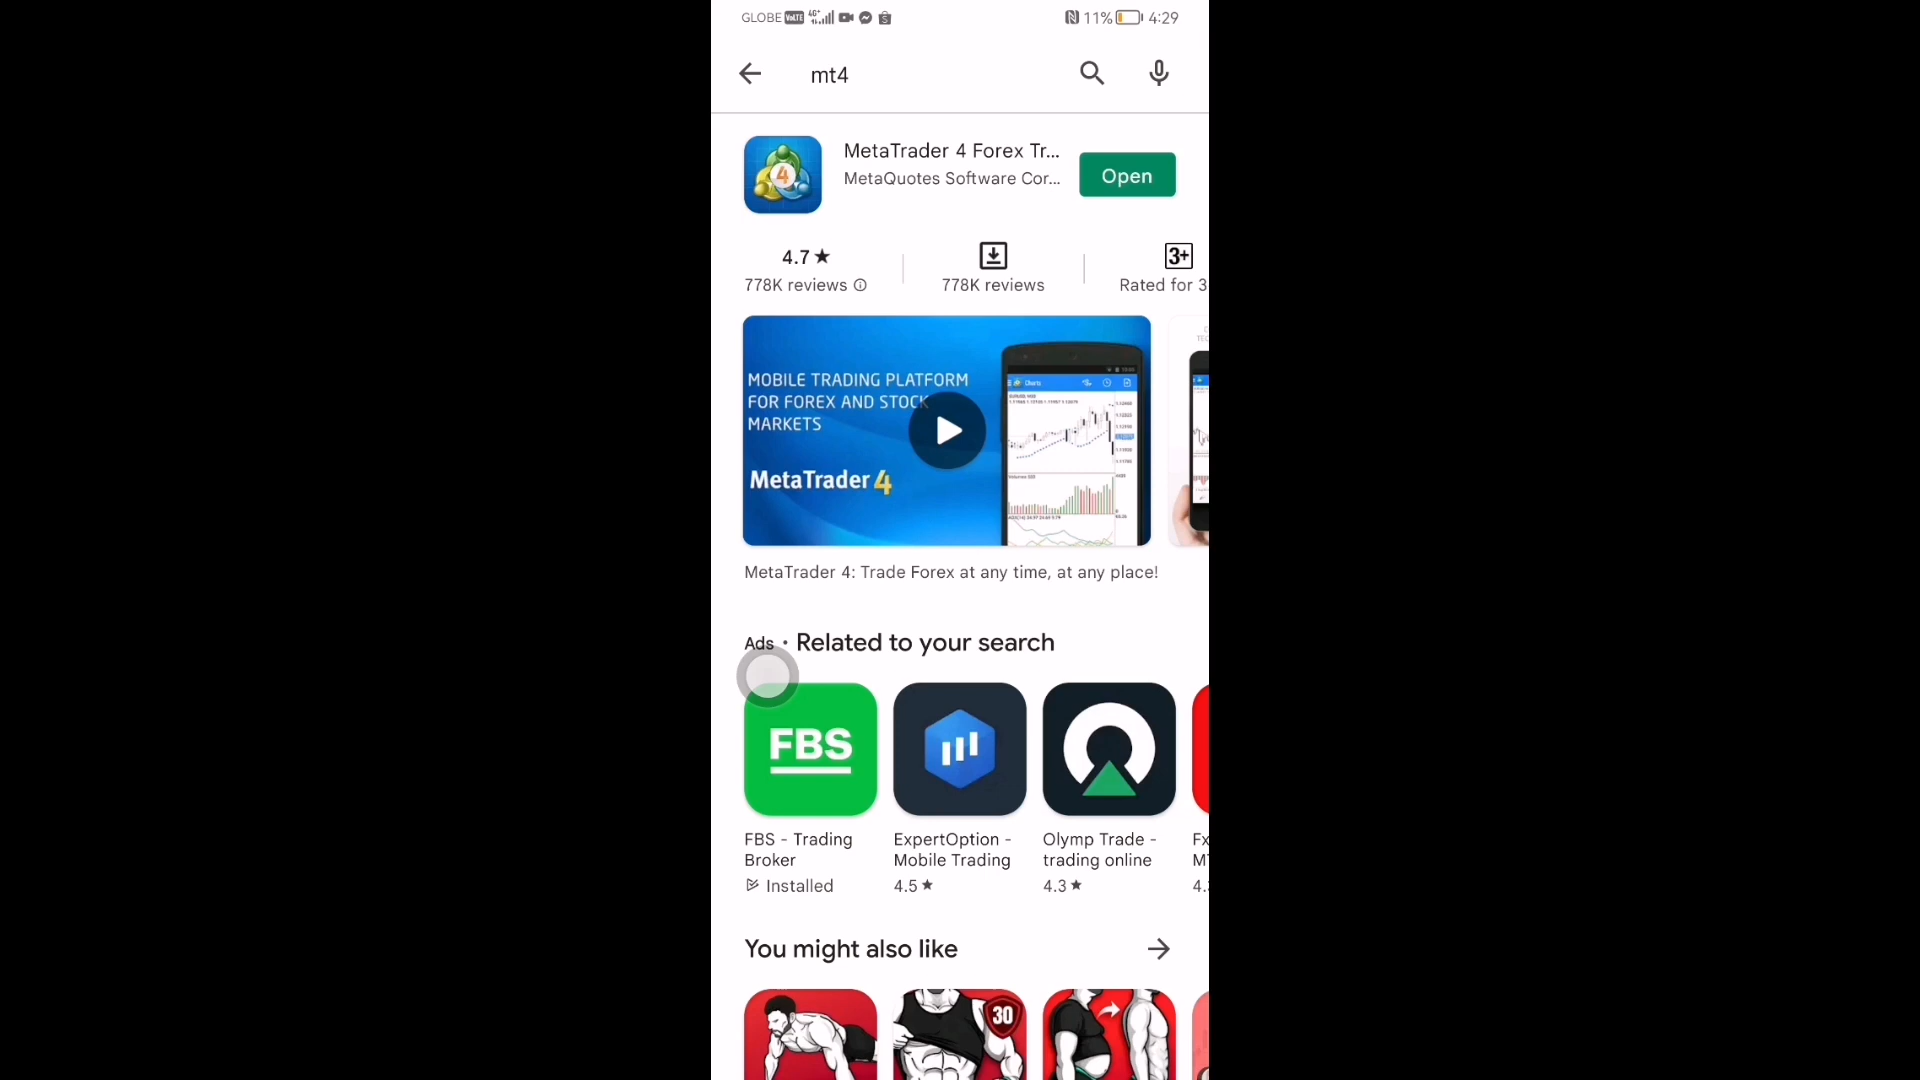 GLOBE VoLTE 4G+ 11% 4:29
mt4
MetaTrader 4 Forex Tr...
MetaQuotes Software Cor...
Open
4
4.7★
778K reviews
778K reviews
3+
Rated for 3
MOBILE TRADING PLATFORM
FOR FOREX AND STOCK
MARKETS
MetaTrader 4
Charts
MetaTrader 4: Trade Forex at any time, at any place!
Ads • Related to your search
FBS
FBS - Trading
Broker
Installed
ExpertOption -
Mobile Trading
4.5★
Olymp Trade -
trading online
4.3★
Fx
You might also like
30